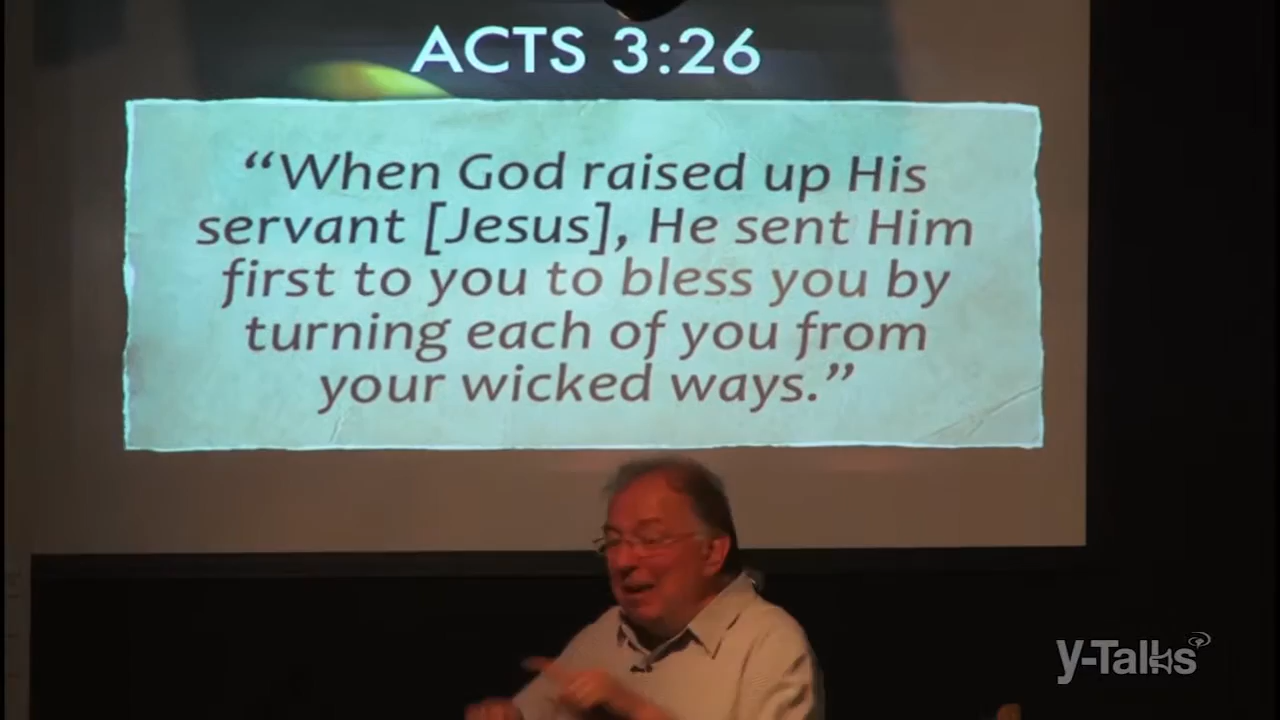 ACTS 3:26
“When God raised up His
servant [Jesus], He sent Him
first to you to bless you by
turning each of you from
your wicked ways.”
y-Talks